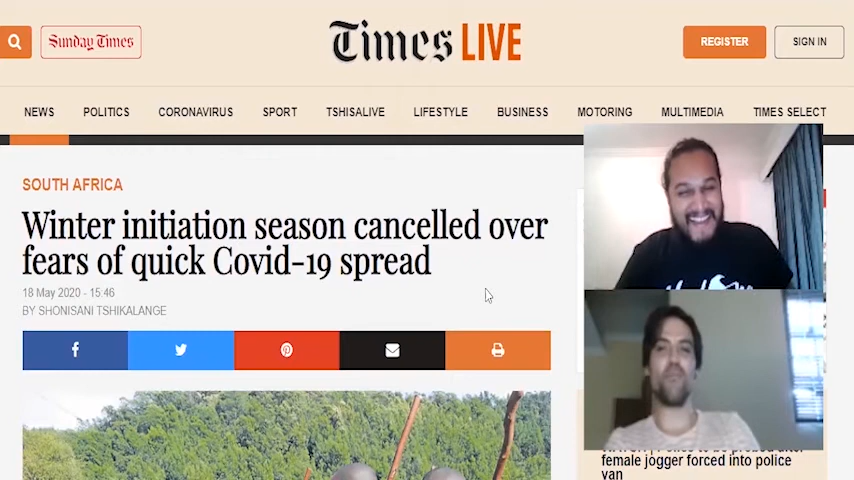 Sunday Times
Times LIVE
REGISTER
SIGN IN
NEWS
POLITICS
CORONAVIRUS
SPORT
TSHISALIVE
LIFESTYLE
BUSINESS
MOTORING
MULTIMEDIA
TIMES SELECT
SOUTH AFRICA
Winter initiation season cancelled over
fears of quick Covid-19 spread
18 May 2020 - 15:46
BY SHONISANI TSHIKALANGE
female jogger forced into police
van